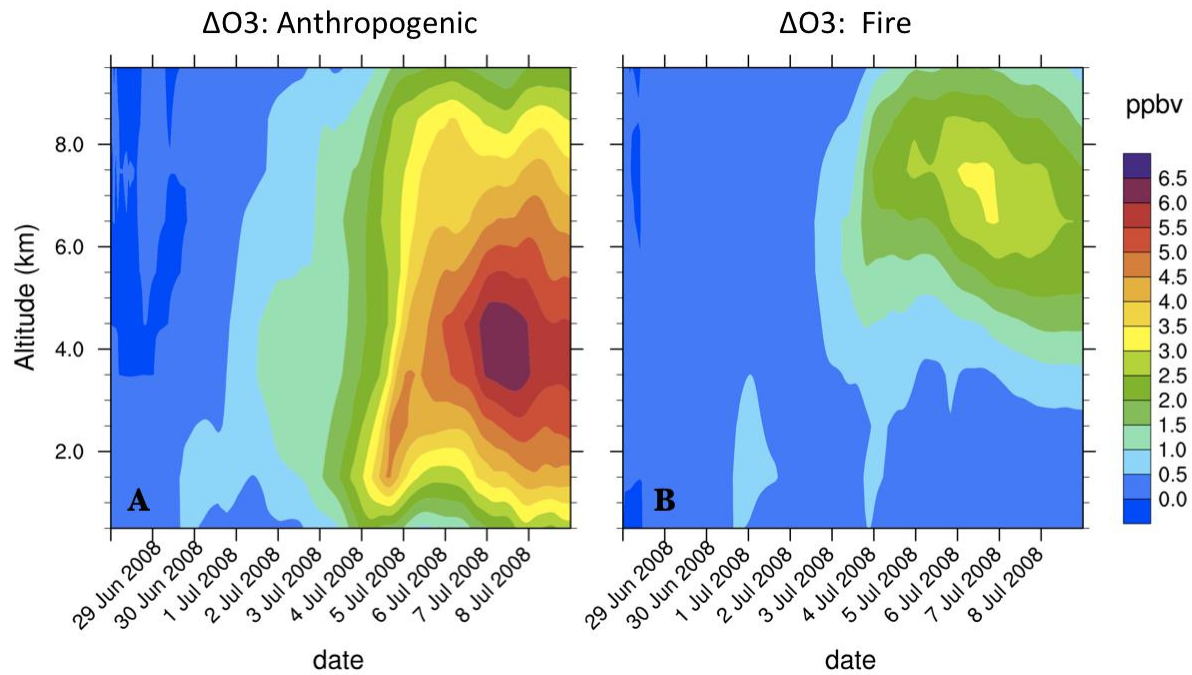 ΔO3: Anthropogenic
ΔO3:  Fire
ppbv
8.0
6.0
4.0
2.0
Altitude (km)
A
B
6.5
6.0
5.5
5.0
4.5
4.0
3.5
3.0
2.5
2.0
1.5
1.0
0.5
0.0
29 Jun 2008
30 Jun 2008
1 Jul 2008
2 Jul 2008
3 Jul 2008
4 Jul 2008
5 Jul 2008
6 Jul 2008
7 Jul 2008
8 Jul 2008
29 Jun 2008
30 Jun 2008
1 Jul 2008
2 Jul 2008
3 Jul 2008
4 Jul 2008
5 Jul 2008
6 Jul 2008
7 Jul 2008
8 Jul 2008
date
date